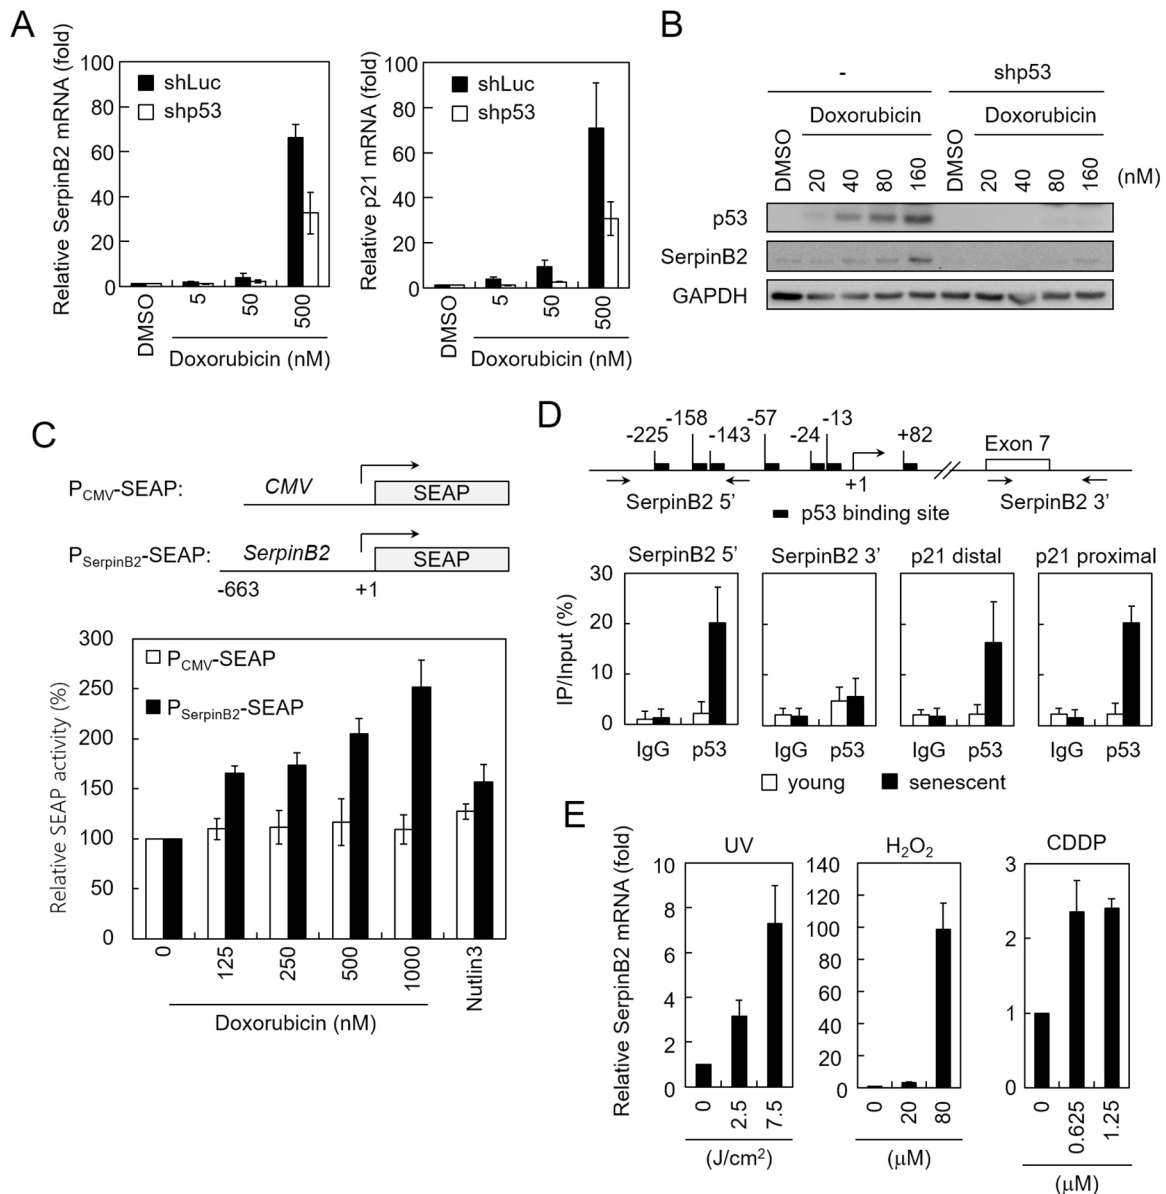 A
Relative SerpinB2 mRNA (fold)
100
80
60
40
20
0
shLuc
shp53
DMSO
5
50
500
Doxorubicin (nM)
Relative p21 mRNA (fold)
100
80
60
40
20
0
shLuc
shp53
DMSO
5
50
500
Doxorubicin (nM)
B
-
shp53
Doxorubicin
Doxorubicin
DMSO
20
40
80
160
DMSO
20
40
80
160
(nM)
p53
SerpinB2
GAPDH
C
PCMV-SEAP:
CMV
SEAP
PSerpinB2-SEAP:
SerpinB2
SEAP
-663
+1
Relative SEAP activity (%)
300
250
200
150
100
50
0
PCMV-SEAP
PSerpinB2-SEAP
0
125
250
500
1000
Nutlin3
Doxorubicin (nM)
D
-225
-158
-143
-57
-24
-13
+1
+82
Exon 7
SerpinB2 5’
SerpinB2 3’
p53 binding site
SerpinB2 5’
SerpinB2 3’
p21 distal
p21 proximal
IP/Input (%)
30
20
10
0
IgG
p53
IgG
p53
IgG
p53
IgG
p53
young
senescent
E
Relative SerpinB2 mRNA (fold)
UV
10
8
6
4
2
0
0
2.5
7.5
(J/cm²)
H₂O₂
140
120
100
80
60
40
20
0
0
20
80
(μM)
CDDP
3
2
1
0
0
0.625
1.25
(μM)